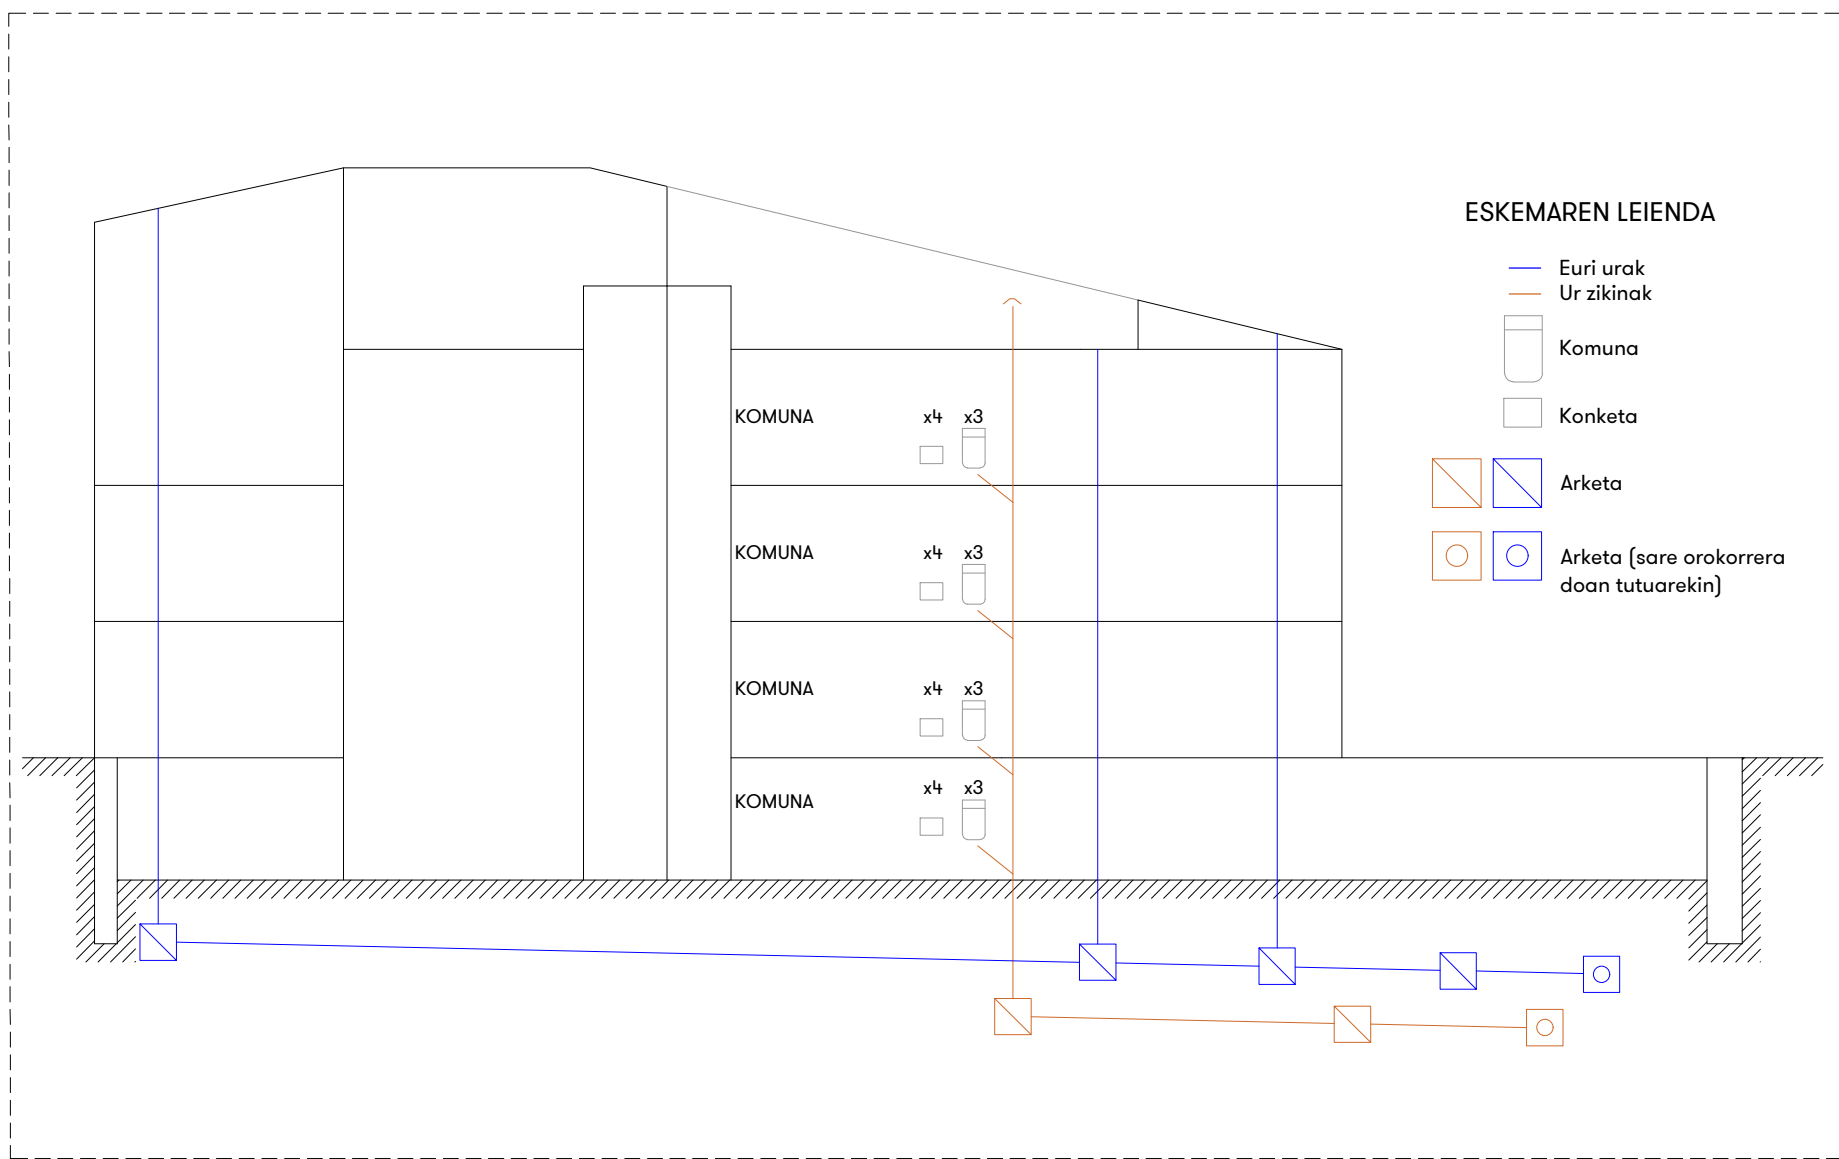 ESKEMAREN LEIENDA
Euri urak
Ur zikinak
Komuna
Konketa
Arketa
Arketa (sare orokorrera
doan tutuarekin)
KOMUNA x4 x3
KOMUNA x4 x3
KOMUNA x4 x3
x4 x3
KOMUNA